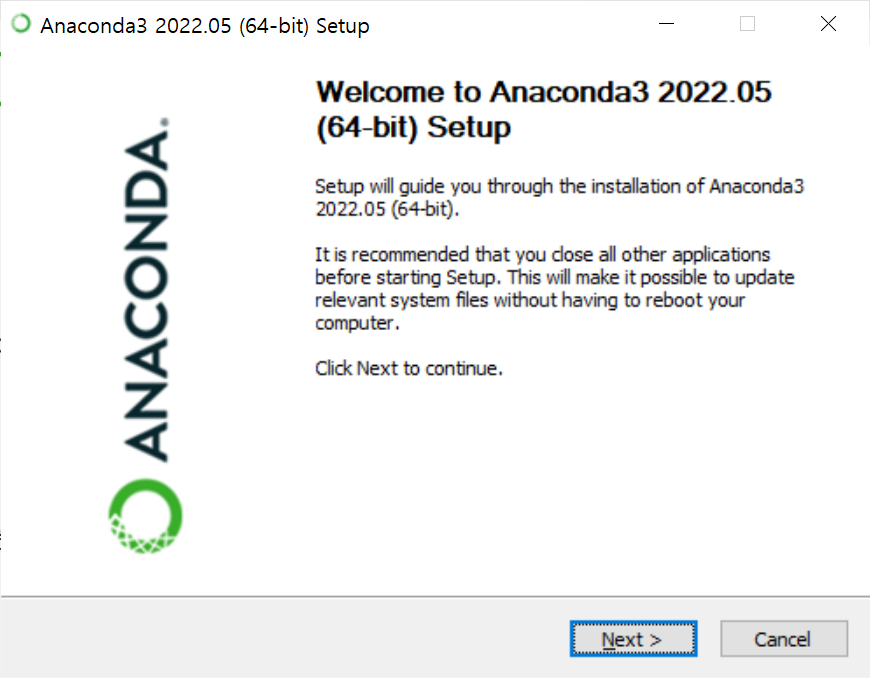 Anaconda3 2022.05 (64-bit) Setup
ANACONDA.
Welcome to Anaconda3 2022.05
(64-bit) Setup
Setup will guide you through the installation of Anaconda3
2022.05 (64-bit).
It is recommended that you close all other applications
before starting Setup. This will make it possible to update
relevant system files without having to reboot your
computer.
Click Next to continue.
Next >
Cancel